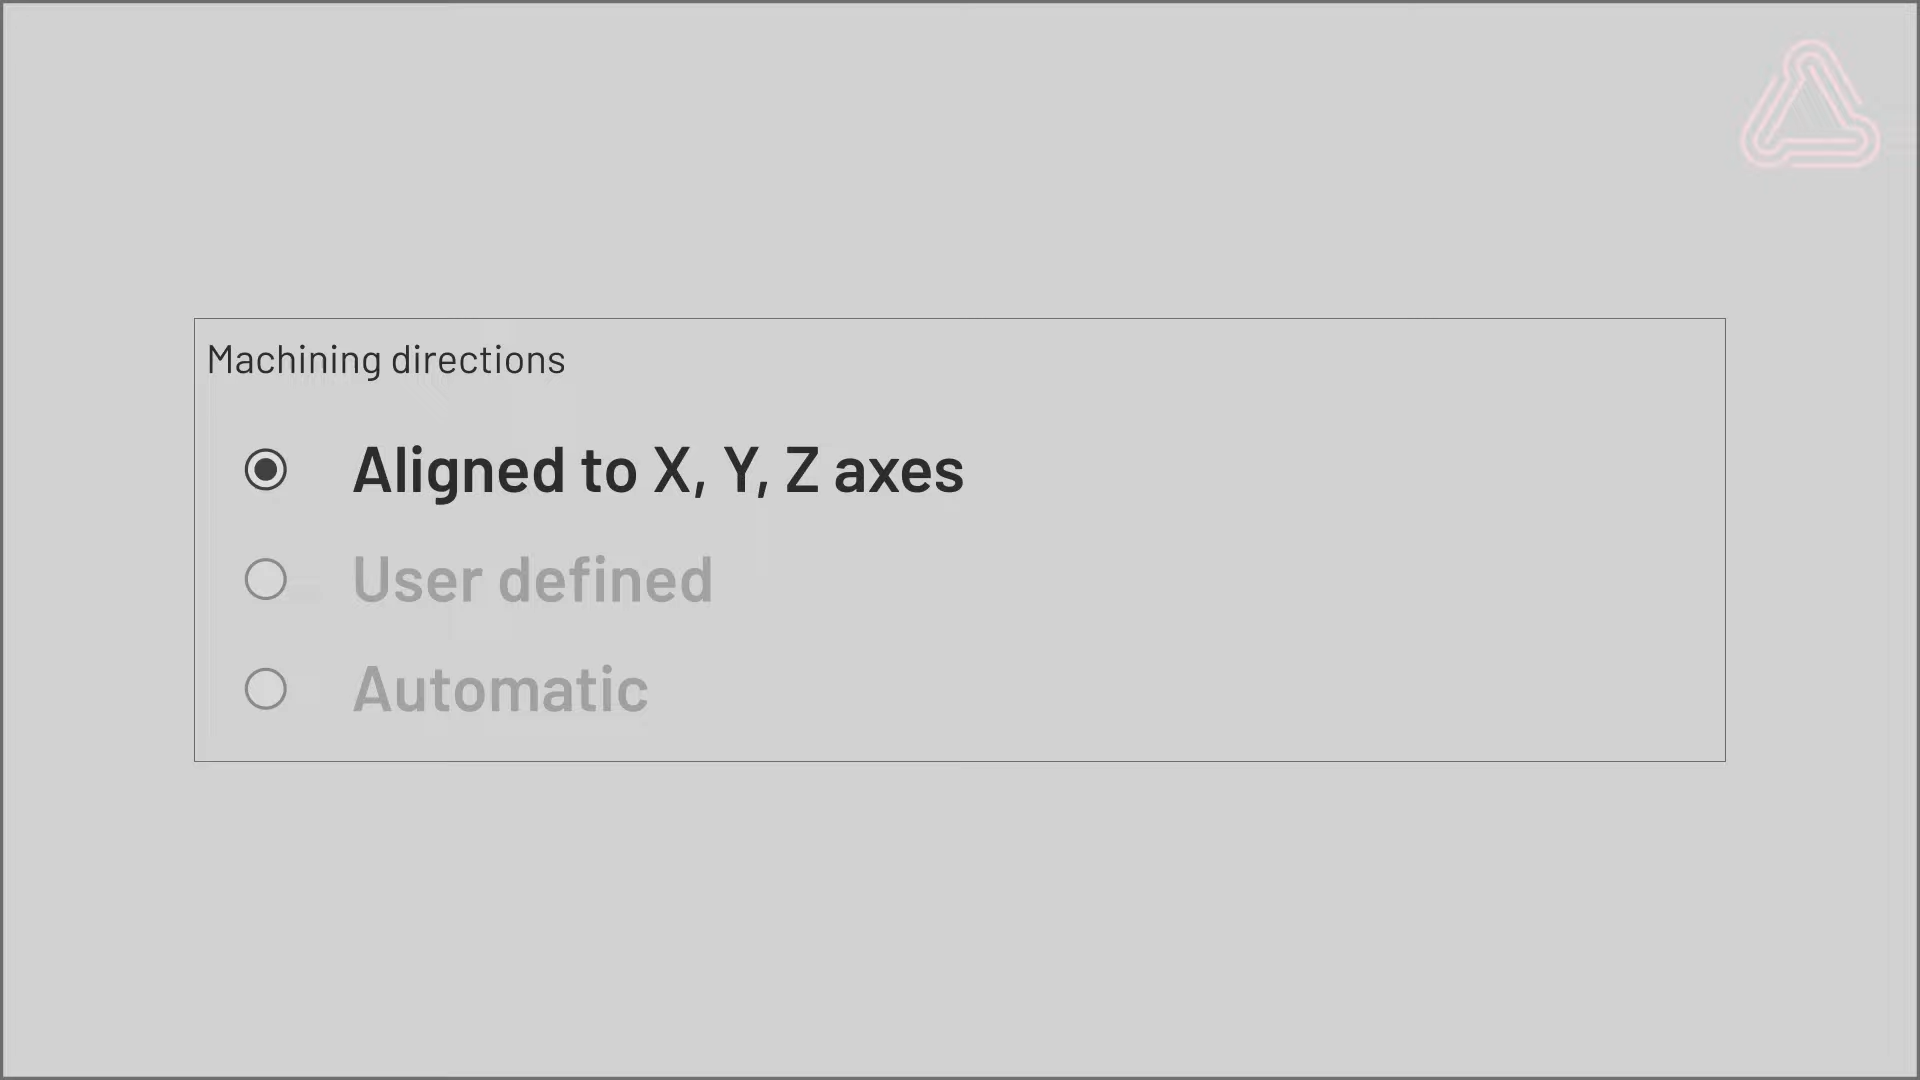 Machining directions
Aligned to X, Y, Z axes
User defined
Automatic